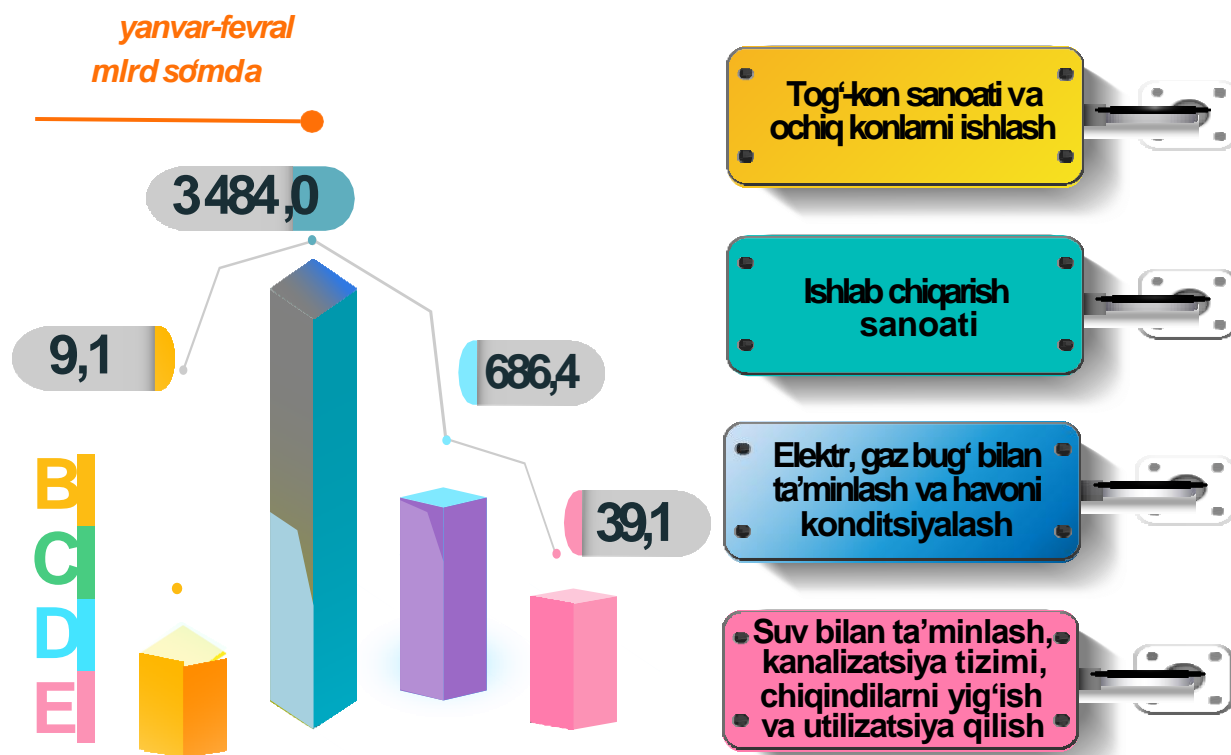 yanvar-fevral
mlrd so'mda
3 484,0
9,1
686,4
39,1
B
C
D
E
Tog‘-kon sanoati va
ochiq konlarni ishlash
Ishlab chiqarish
sanoati
Elektr, gaz bug‘ bilan
ta’minlash va havoni
konditsiyalash
Suv bilan ta’minlash,
kanalizatsiya tizimi,
chiqindilarni yig‘ish
va utilizatsiya qilish